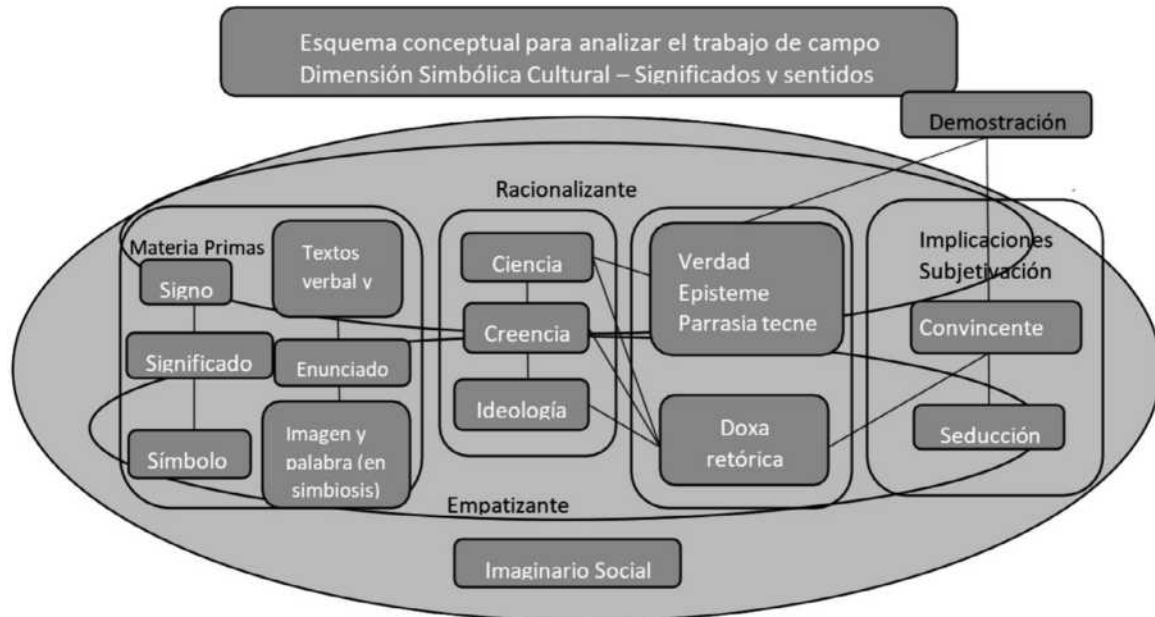 Esquema conceptual para analizar el trabajo de campo
Dimensión Simbólica Cultural – Significados y sentidos
Demostración
Racionalizante
Materia Primas
Signo
Significado
Símbolo
Textos
verbal y
Enunciado
Imagen y
palabra (en
simbiosis)
Ciencia
Creencia
Ideología
Verdad
Episteme
Parrasia tecne
Doxa
retórica
Implicaciones
Subjetivación
Convincente
Seducción
Empatizante
Imaginario Social